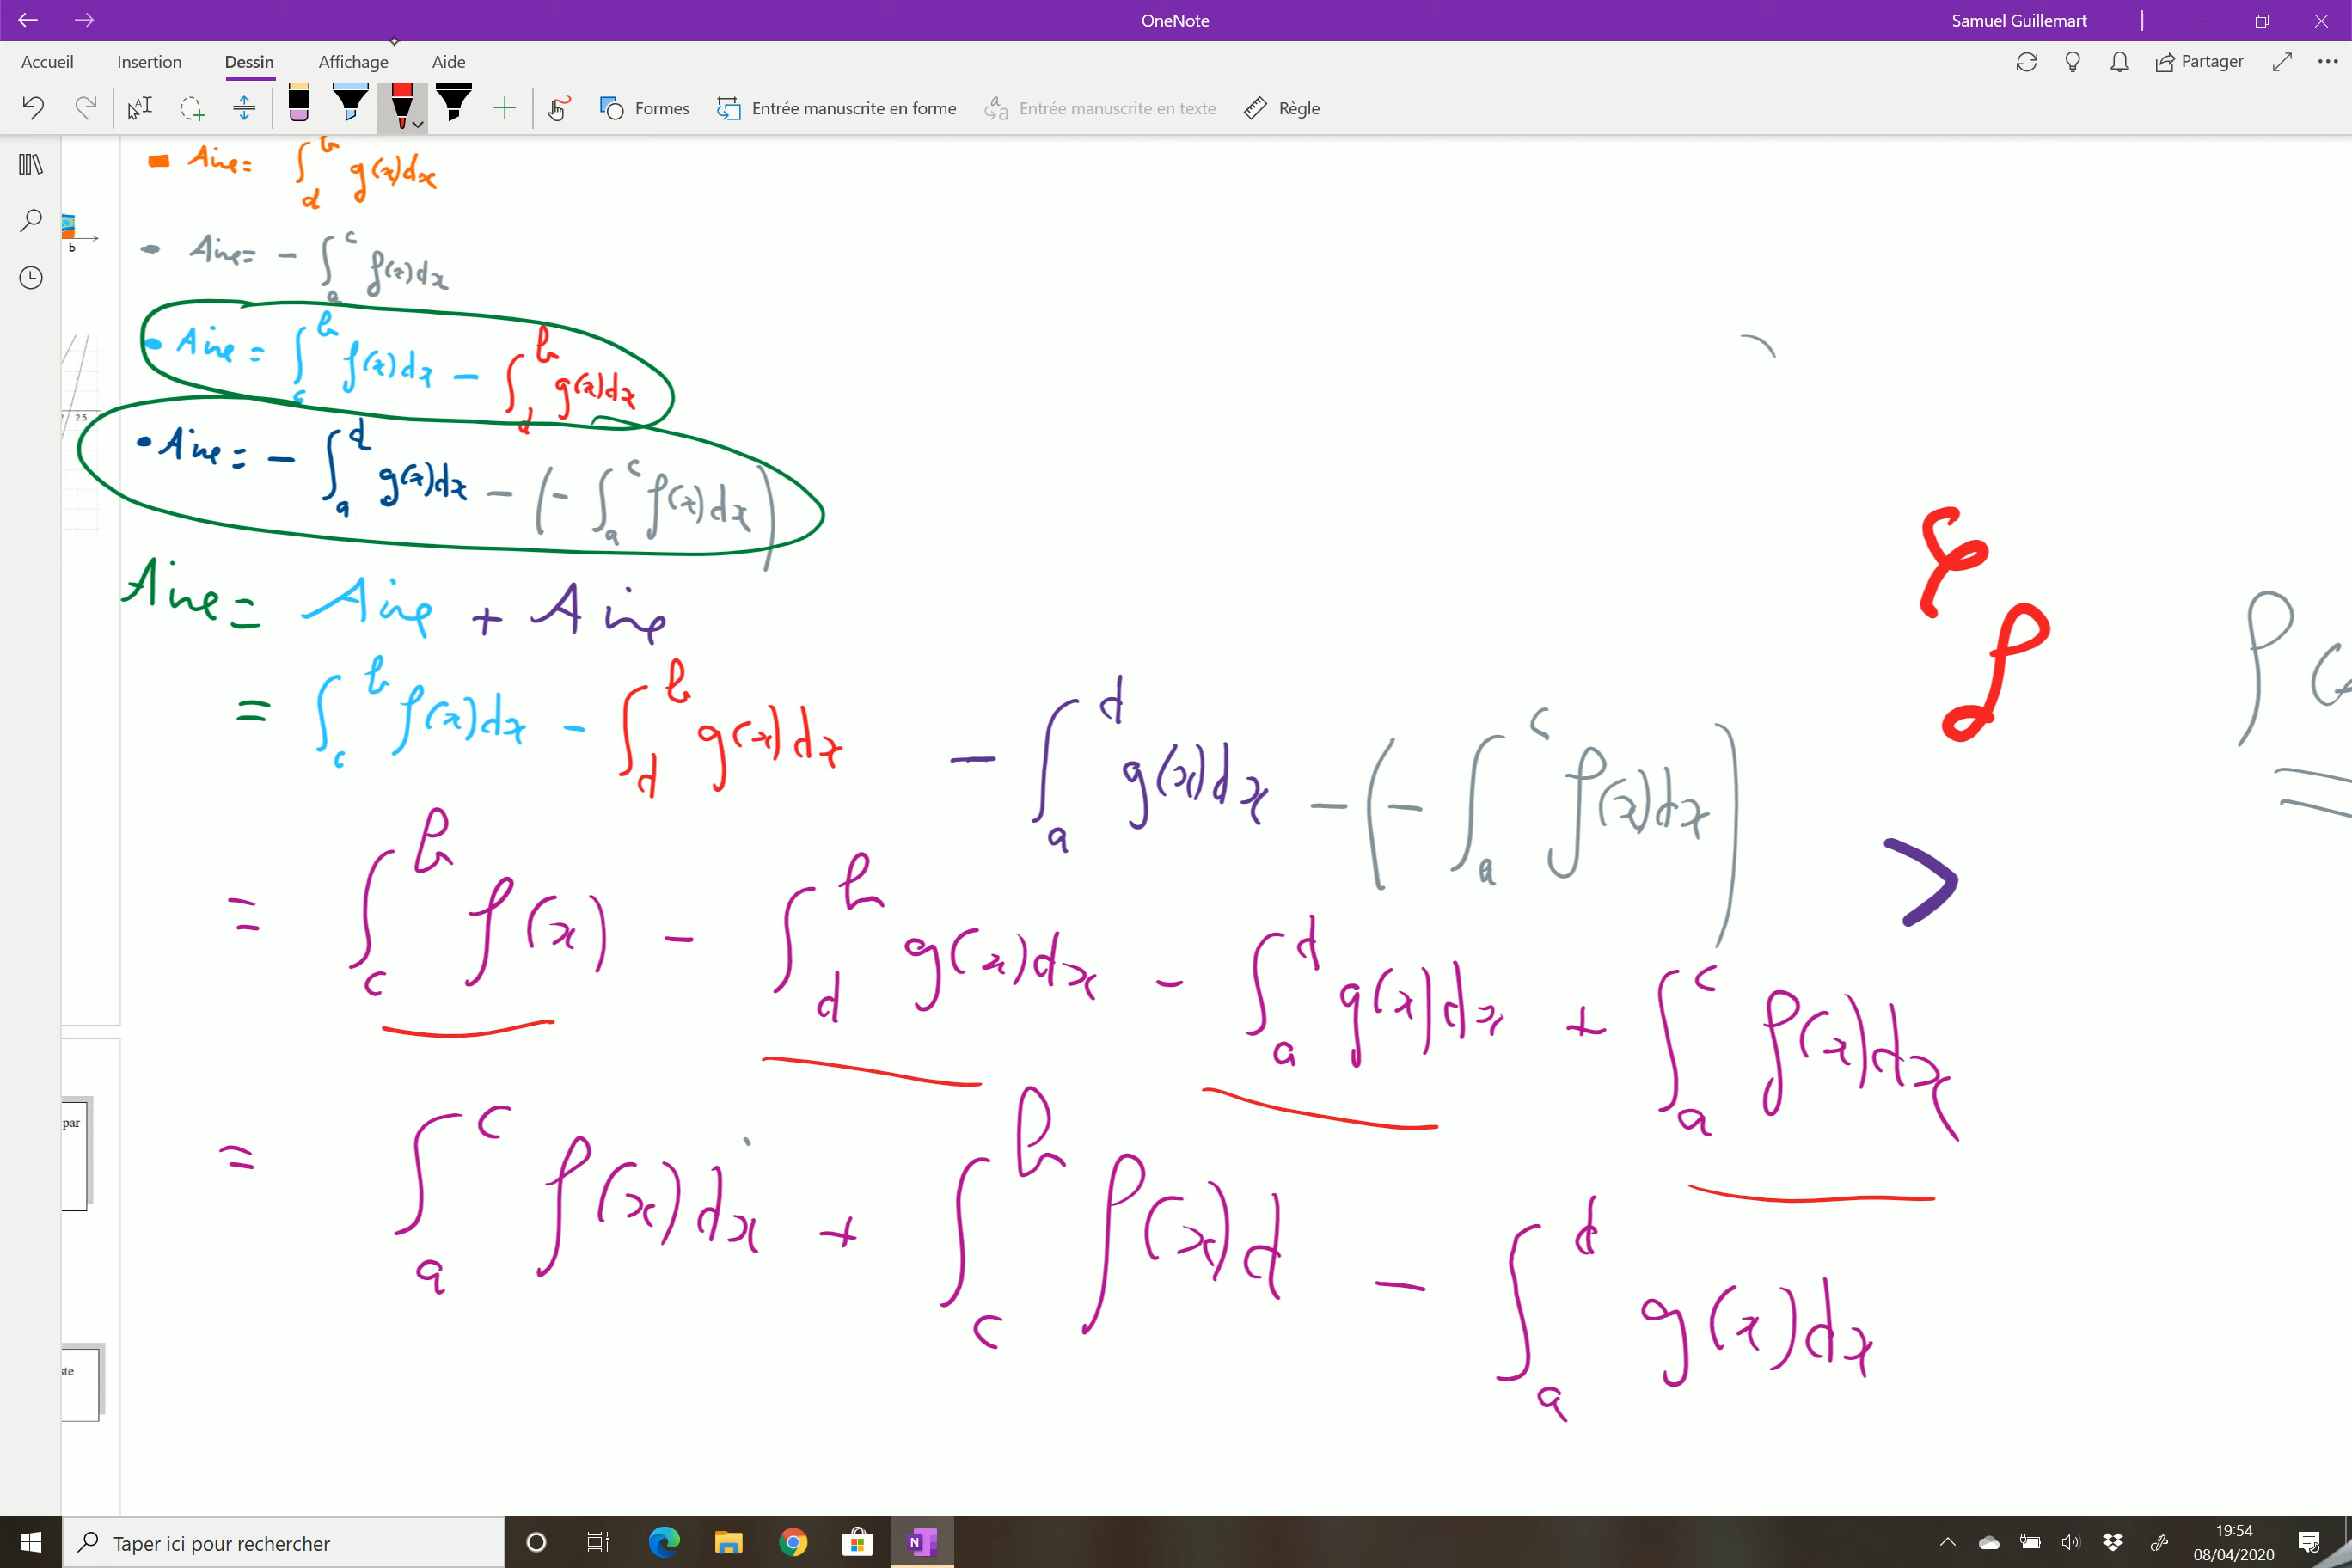 OneNote
Samuel Guillemart
Accueil Insertion Dessin Affichage Aide
Partager
Formes Entrée manuscrite en forme Entrée manuscrite en texte Règle
Aire= ∫_d^b g(x)dx
b
Aire= - ∫_a^c f(x)dx
• Aire = ∫_c^b f(x)dx - ∫_d^b g(x)dx
2.5
• Aire = - ∫_a^d g(x)dx - (- ∫_a^c f(x)dx)
Aire = Aire + Aire
= ∫_c^b f(x)dx - ∫_d^b g(x)dx - ∫_a^d g(x)dx - (- ∫_a^c f(x)dx)
= ∫_c^b f(x) - ∫_d^b g(x)dx - ∫_a^d g(x)dx + ∫_a^c f(x)dx
>
par
= ∫_a^c f(x)dx + ∫_c^b f(x)d - ∫_a^d g(x)dx
ste
Taper ici pour rechercher
19:54
08/04/2020